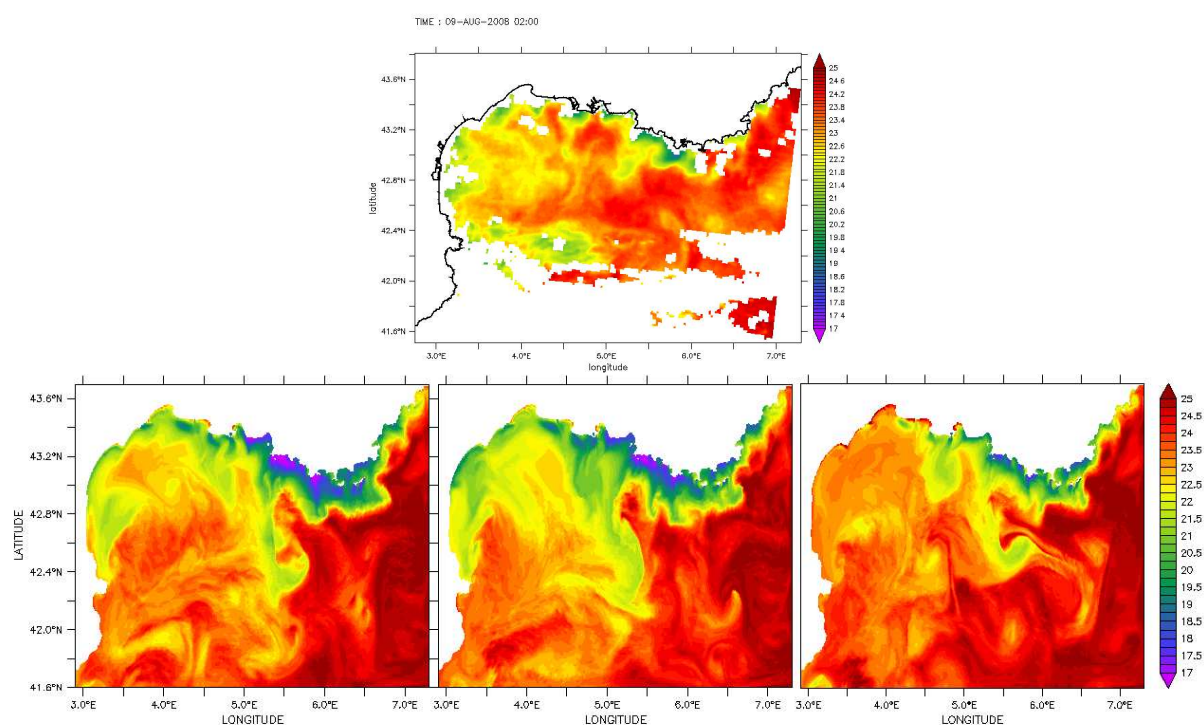 TIME : 09-AUG-2008 02:00
43.6°N
43.2°N
42.8°N
42.4°N
42.0°N
41.6°N
latitude
3.0°E 4.0°E 5.0°E 6.0°E 7.0°E
longitude
25
24.6
24.2
23.8
23.4
23
22.6
22.2
21.8
21.4
21
20.6
20.2
19.8
19.4
19
18.6
18.2
17.8
17.4
17
43.6°N
43.2°N
42.8°N
42.4°N
42.0°N
41.6°N
LATITUDE
3.0°E 4.0°E 5.0°E 6.0°E 7.0°E
LONGITUDE
3.0°E 4.0°E 5.0°E 6.0°E 7.0°E
LONGITUDE
3.0°E 4.0°E 5.0°E 6.0°E 7.0°E
LONGITUDE
25
24.5
24
23.5
23
22.5
22
21.5
21
20.5
20
19.5
19
18.5
18
17.5
17